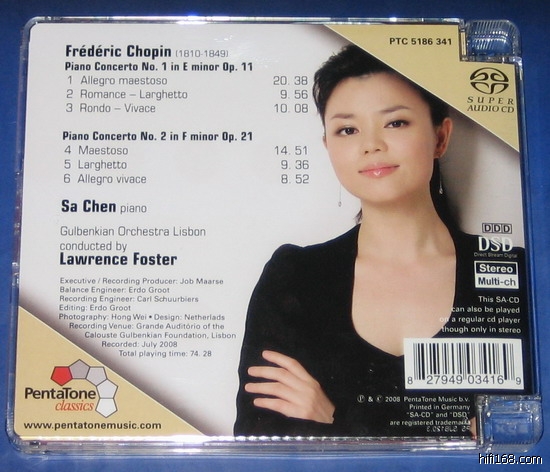 Frédéric Chopin (1810-1849)
Piano Concerto No. 1 in E minor Op. 11
1 Allegro maestoso 20. 38
2 Romance – Larghetto 9. 56
3 Rondo – Vivace 10. 08
Piano Concerto No. 2 in F minor Op. 21
4 Maestoso 14. 51
5 Larghetto 9. 36
6 Allegro vivace 8. 52
Sa Chen piano
Gulbenkian Orchestra Lisbon
conducted by
Lawrence Foster
Executive / Recording Producer: Job Maarse
Balance Engineer: Erdo Groot
Recording Engineer: Carl Schuurbiers
Editing: Erdo Groot
Photography: Hong Wei • Design: Netherlads
Recording Venue: Grande Auditório of the
Calouste Gulbenkian Foundation, Lisbon
Recorded: July 2008
Total playing time: 74. 28
PentaTone
classics
www.pentatonemusic.com
PTC 5186 341
SUPER
AUDIO CD
DDD
DSD
Direct Stream Digital
Stereo
Multi-ch
This SA-CD
can also be played
on a regular cd player
though only in stereo
8 27949 03416 9
℗ & © 2008 PentaTone Music b.v.
Printed in Germany
"SA-CD" and "DSD"
are registered trademarks
hifi168.com